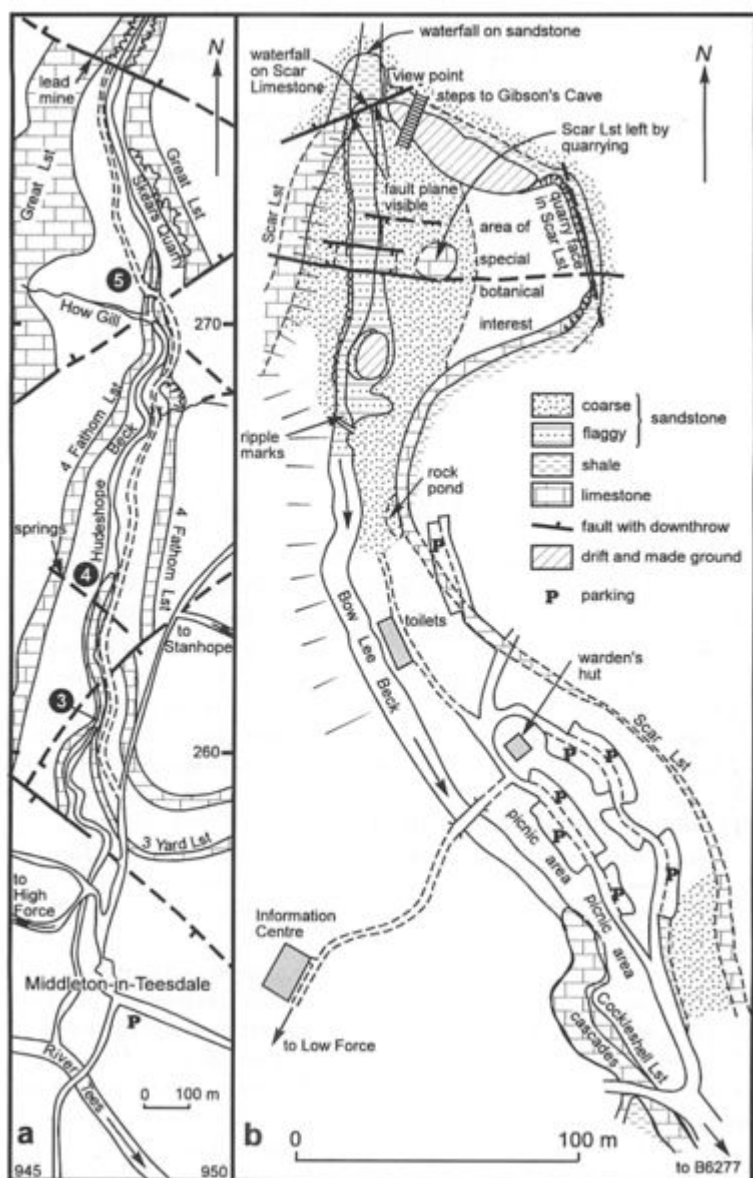 N
lead
mine
Great Lst
Great Lst
Skears Quarry
5
How Gill
270
4 Fathom Lst
Hudeshope
Beck
4 Fathom Lst
springs
4
to
Stanhope
3
260
3 Yard Lst
to
High
Force
Middleton-in-Teesdale
P
River Tees
0 100 m
a
945
950
waterfall on sandstone
N
waterfall
on Scar
Limestone
view point
steps to Gibson's Cave
Scar Lst left by
quarrying
fault plane
visible
Scar Lst
quarry face
in Scar Lst
area of
special
botanical
interest
ripple
marks
rock
pond
coarse
flaggy
sandstone
shale
limestone
fault with downthrow
drift and made ground
P parking
P
toilets
Bow Lee Beck
warden's
hut
Scar Lst
P
P
P
P
P
P
picnic
area
picnic
area
Information
Centre
to Low Force
Cockleshell Lst
cascades
b
0 100 m
to B6277